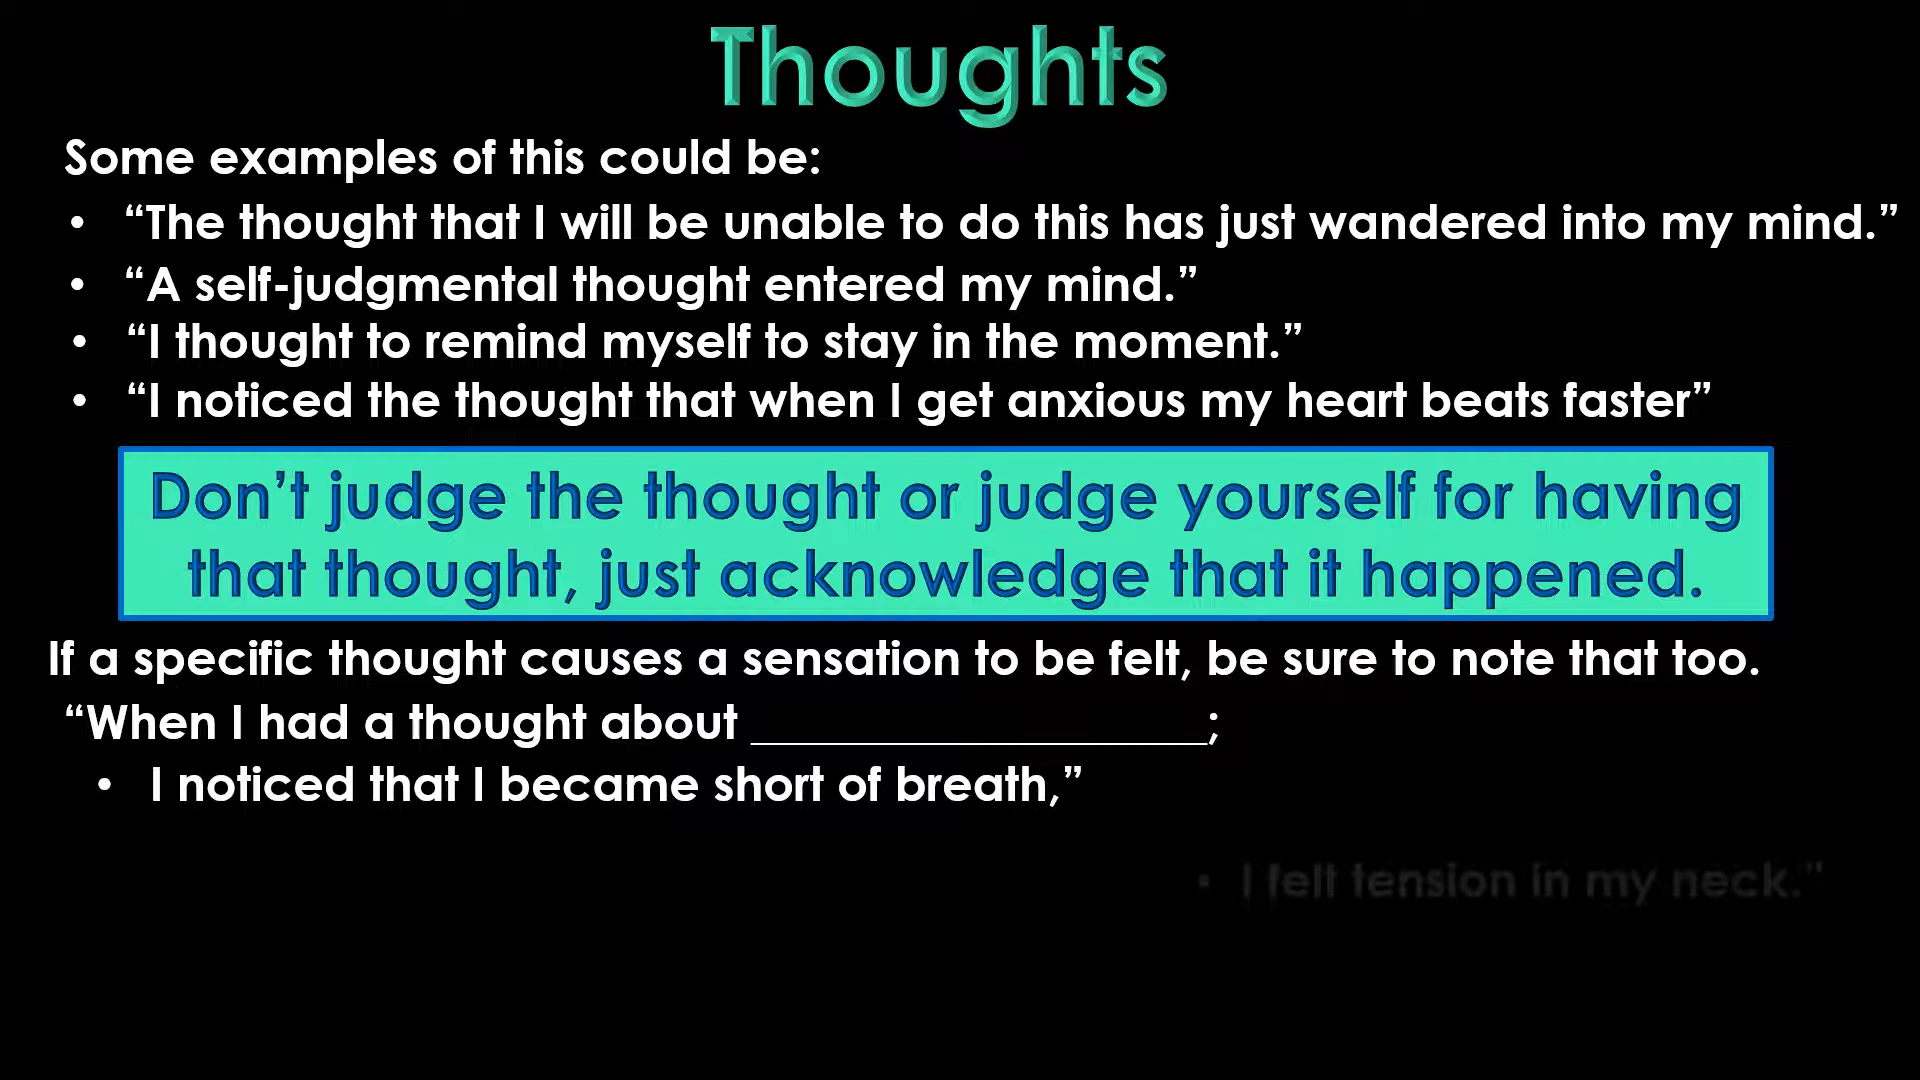 Thoughts
Some examples of this could be:
• “The thought that I will be unable to do this has just wandered into my mind.”
• “A self-judgmental thought entered my mind.”
• “I thought to remind myself to stay in the moment.”
• “I noticed the thought that when I get anxious my heart beats faster”
Don’t judge the thought or judge yourself for having
that thought, just acknowledge that it happened.
If a specific thought causes a sensation to be felt, be sure to note that too.
“When I had a thought about ___________________;
• I noticed that I became short of breath,”
• I felt tension in my neck.”